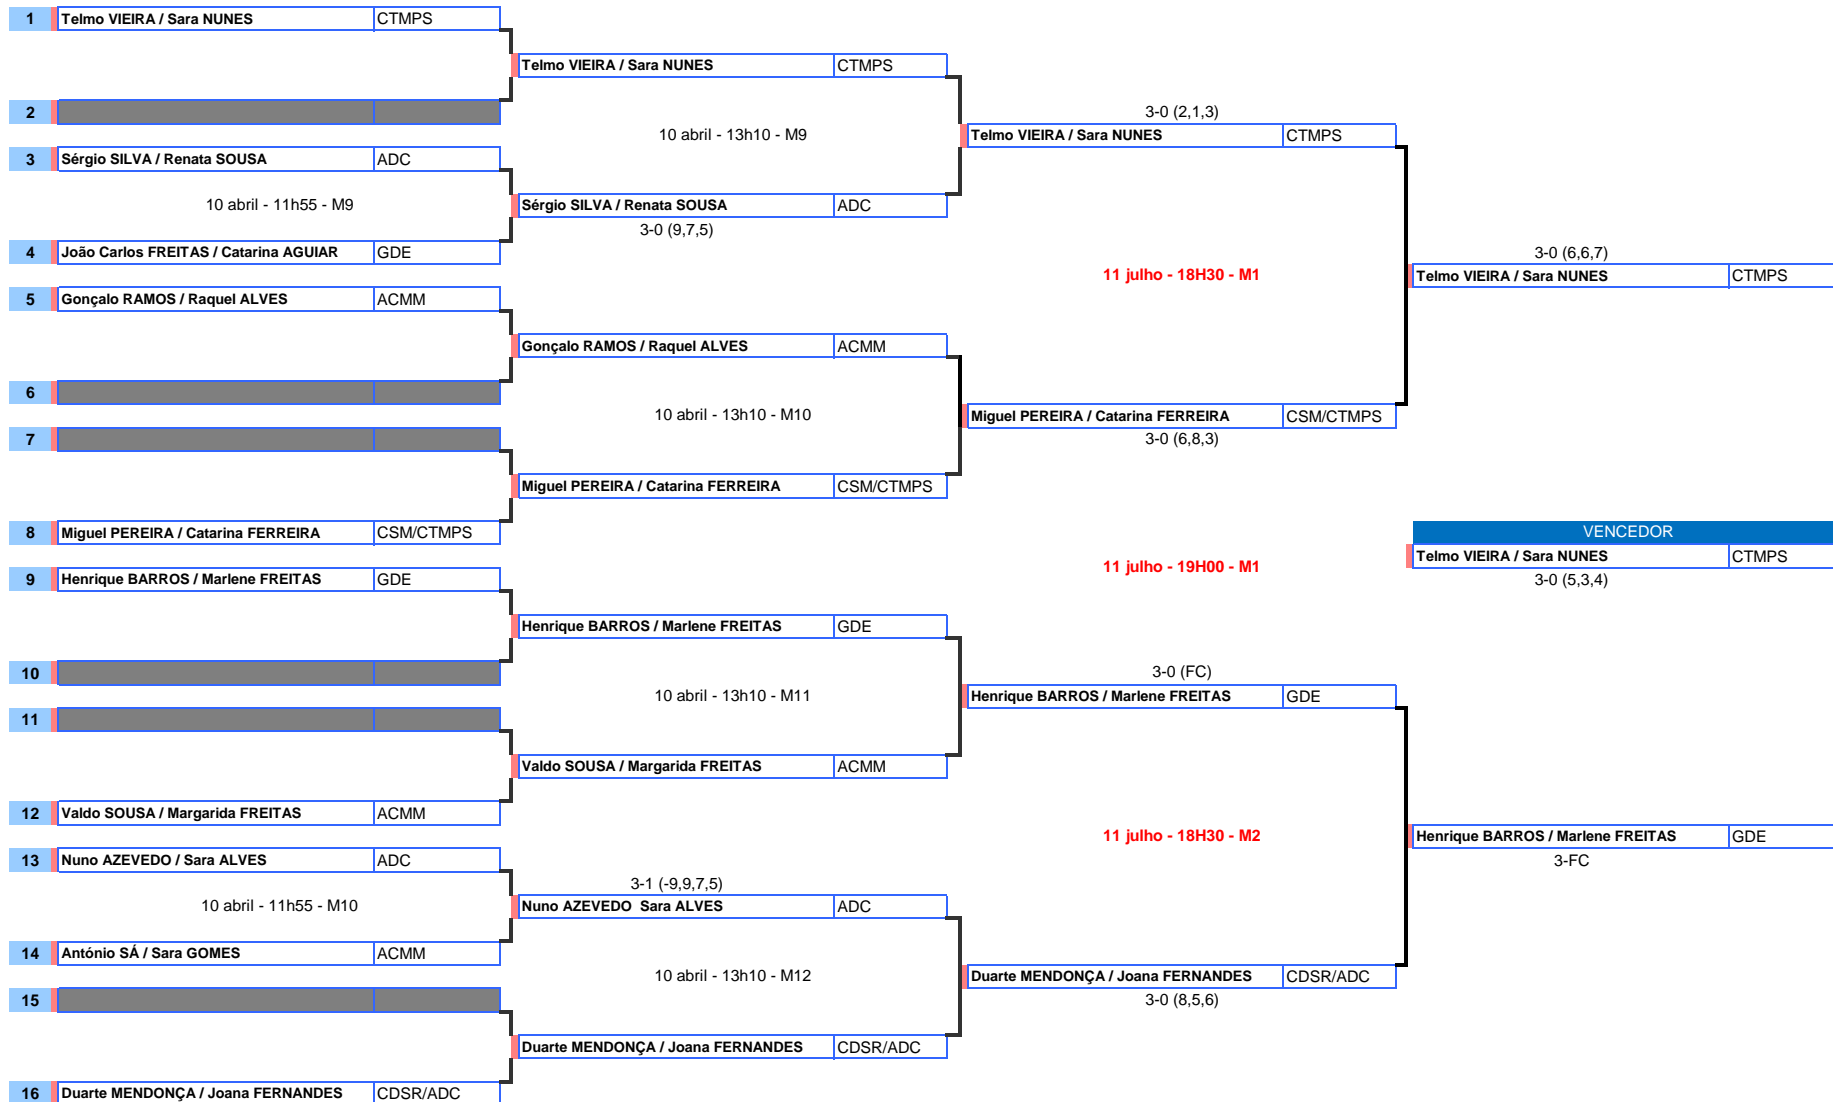 1 Telmo VIEIRA / Sara NUNES CTMPS
Telmo VIEIRA / Sara NUNES CTMPS
2
3-0 (2,1,3)
10 abril - 13h10 - M9
Telmo VIEIRA / Sara NUNES CTMPS
3 Sérgio SILVA / Renata SOUSA ADC
10 abril - 11h55 - M9
Sérgio SILVA / Renata SOUSA ADC
3-0 (9,7,5)
4 João Carlos FREITAS / Catarina AGUIAR GDE
3-0 (6,6,7)
11 julho - 18H30 - M1
Telmo VIEIRA / Sara NUNES CTMPS
5 Gonçalo RAMOS / Raquel ALVES ACMM
Gonçalo RAMOS / Raquel ALVES ACMM
6
10 abril - 13h10 - M10
Miguel PEREIRA / Catarina FERREIRA CSM/CTMPS
7
3-0 (6,8,3)
Miguel PEREIRA / Catarina FERREIRA CSM/CTMPS
8 Miguel PEREIRA / Catarina FERREIRA CSM/CTMPS
VENCEDOR
Telmo VIEIRA / Sara NUNES CTMPS
11 julho - 19H00 - M1
9 Henrique BARROS / Marlene FREITAS GDE
3-0 (5,3,4)
Henrique BARROS / Marlene FREITAS GDE
10
3-0 (FC)
10 abril - 13h10 - M11
Henrique BARROS / Marlene FREITAS GDE
11
Valdo SOUSA / Margarida FREITAS ACMM
12 Valdo SOUSA / Margarida FREITAS ACMM
11 julho - 18H30 - M2
Henrique BARROS / Marlene FREITAS GDE
13 Nuno AZEVEDO / Sara ALVES ADC
3-FC
3-1 (-9,9,7,5)
10 abril - 11h55 - M10
Nuno AZEVEDO Sara ALVES ADC
14 António SÁ / Sara GOMES ACMM
10 abril - 13h10 - M12
Duarte MENDONÇA / Joana FERNANDES CDSR/ADC
15
3-0 (8,5,6)
Duarte MENDONÇA / Joana FERNANDES CDSR/ADC
16 Duarte MENDONÇA / Joana FERNANDES CDSR/ADC